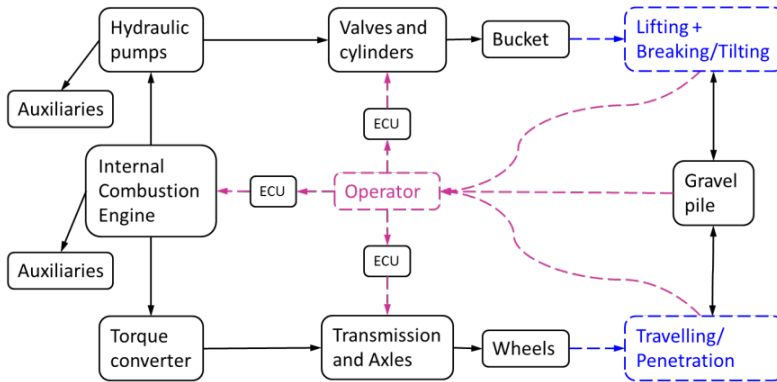 Hydraulic
pumps
Valves and
cylinders
Bucket
Lifting +
Breaking/Tilting
Auxiliaries
ECU
Internal
Combustion
Engine
ECU
Operator
Gravel
pile
ECU
Auxiliaries
Torque
converter
Transmission
and Axles
Wheels
Travelling/
Penetration